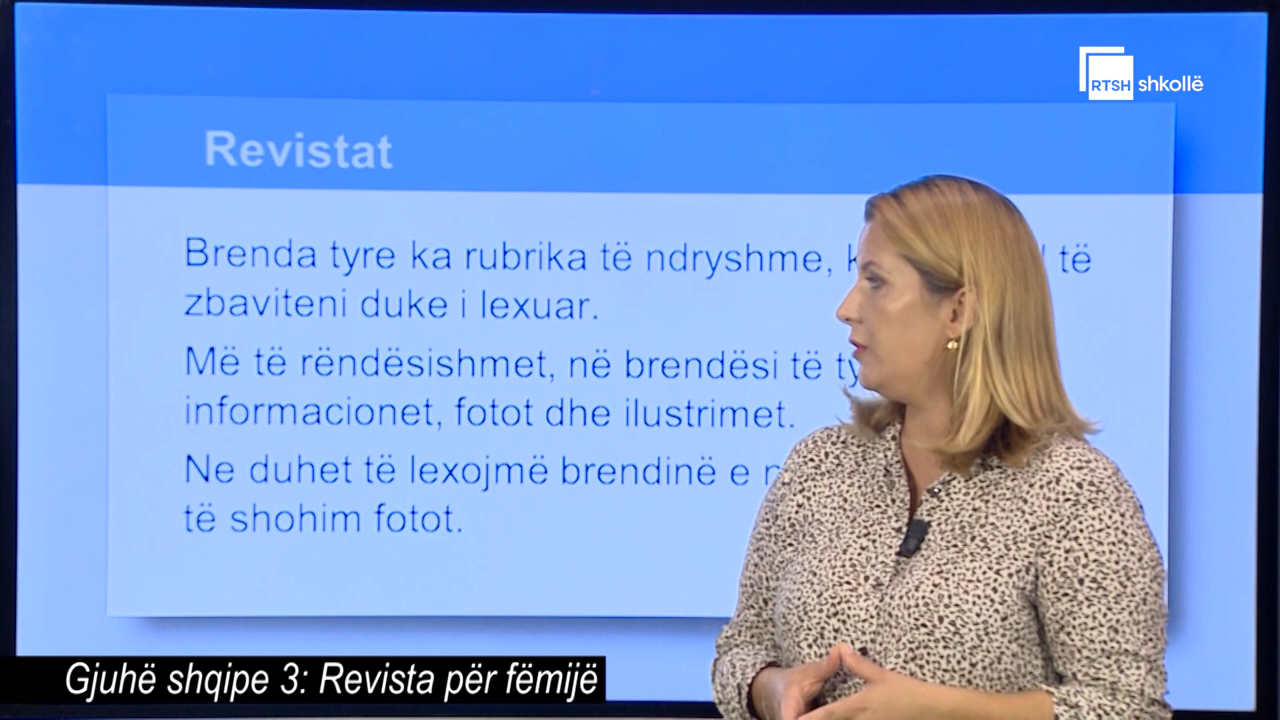 RTSH shkollë
Revistat
Brenda tyre ka rubrika të ndryshme, të
zbaviteni duke i lexuar.
Më të rëndësishmet, në brendësi të
informacionet, fotot dhe ilustrimet.
Ne duhet të lexojmë brendinë e
të shohim fotot.
Gjuhë shqipe 3: Revista për fëmijë